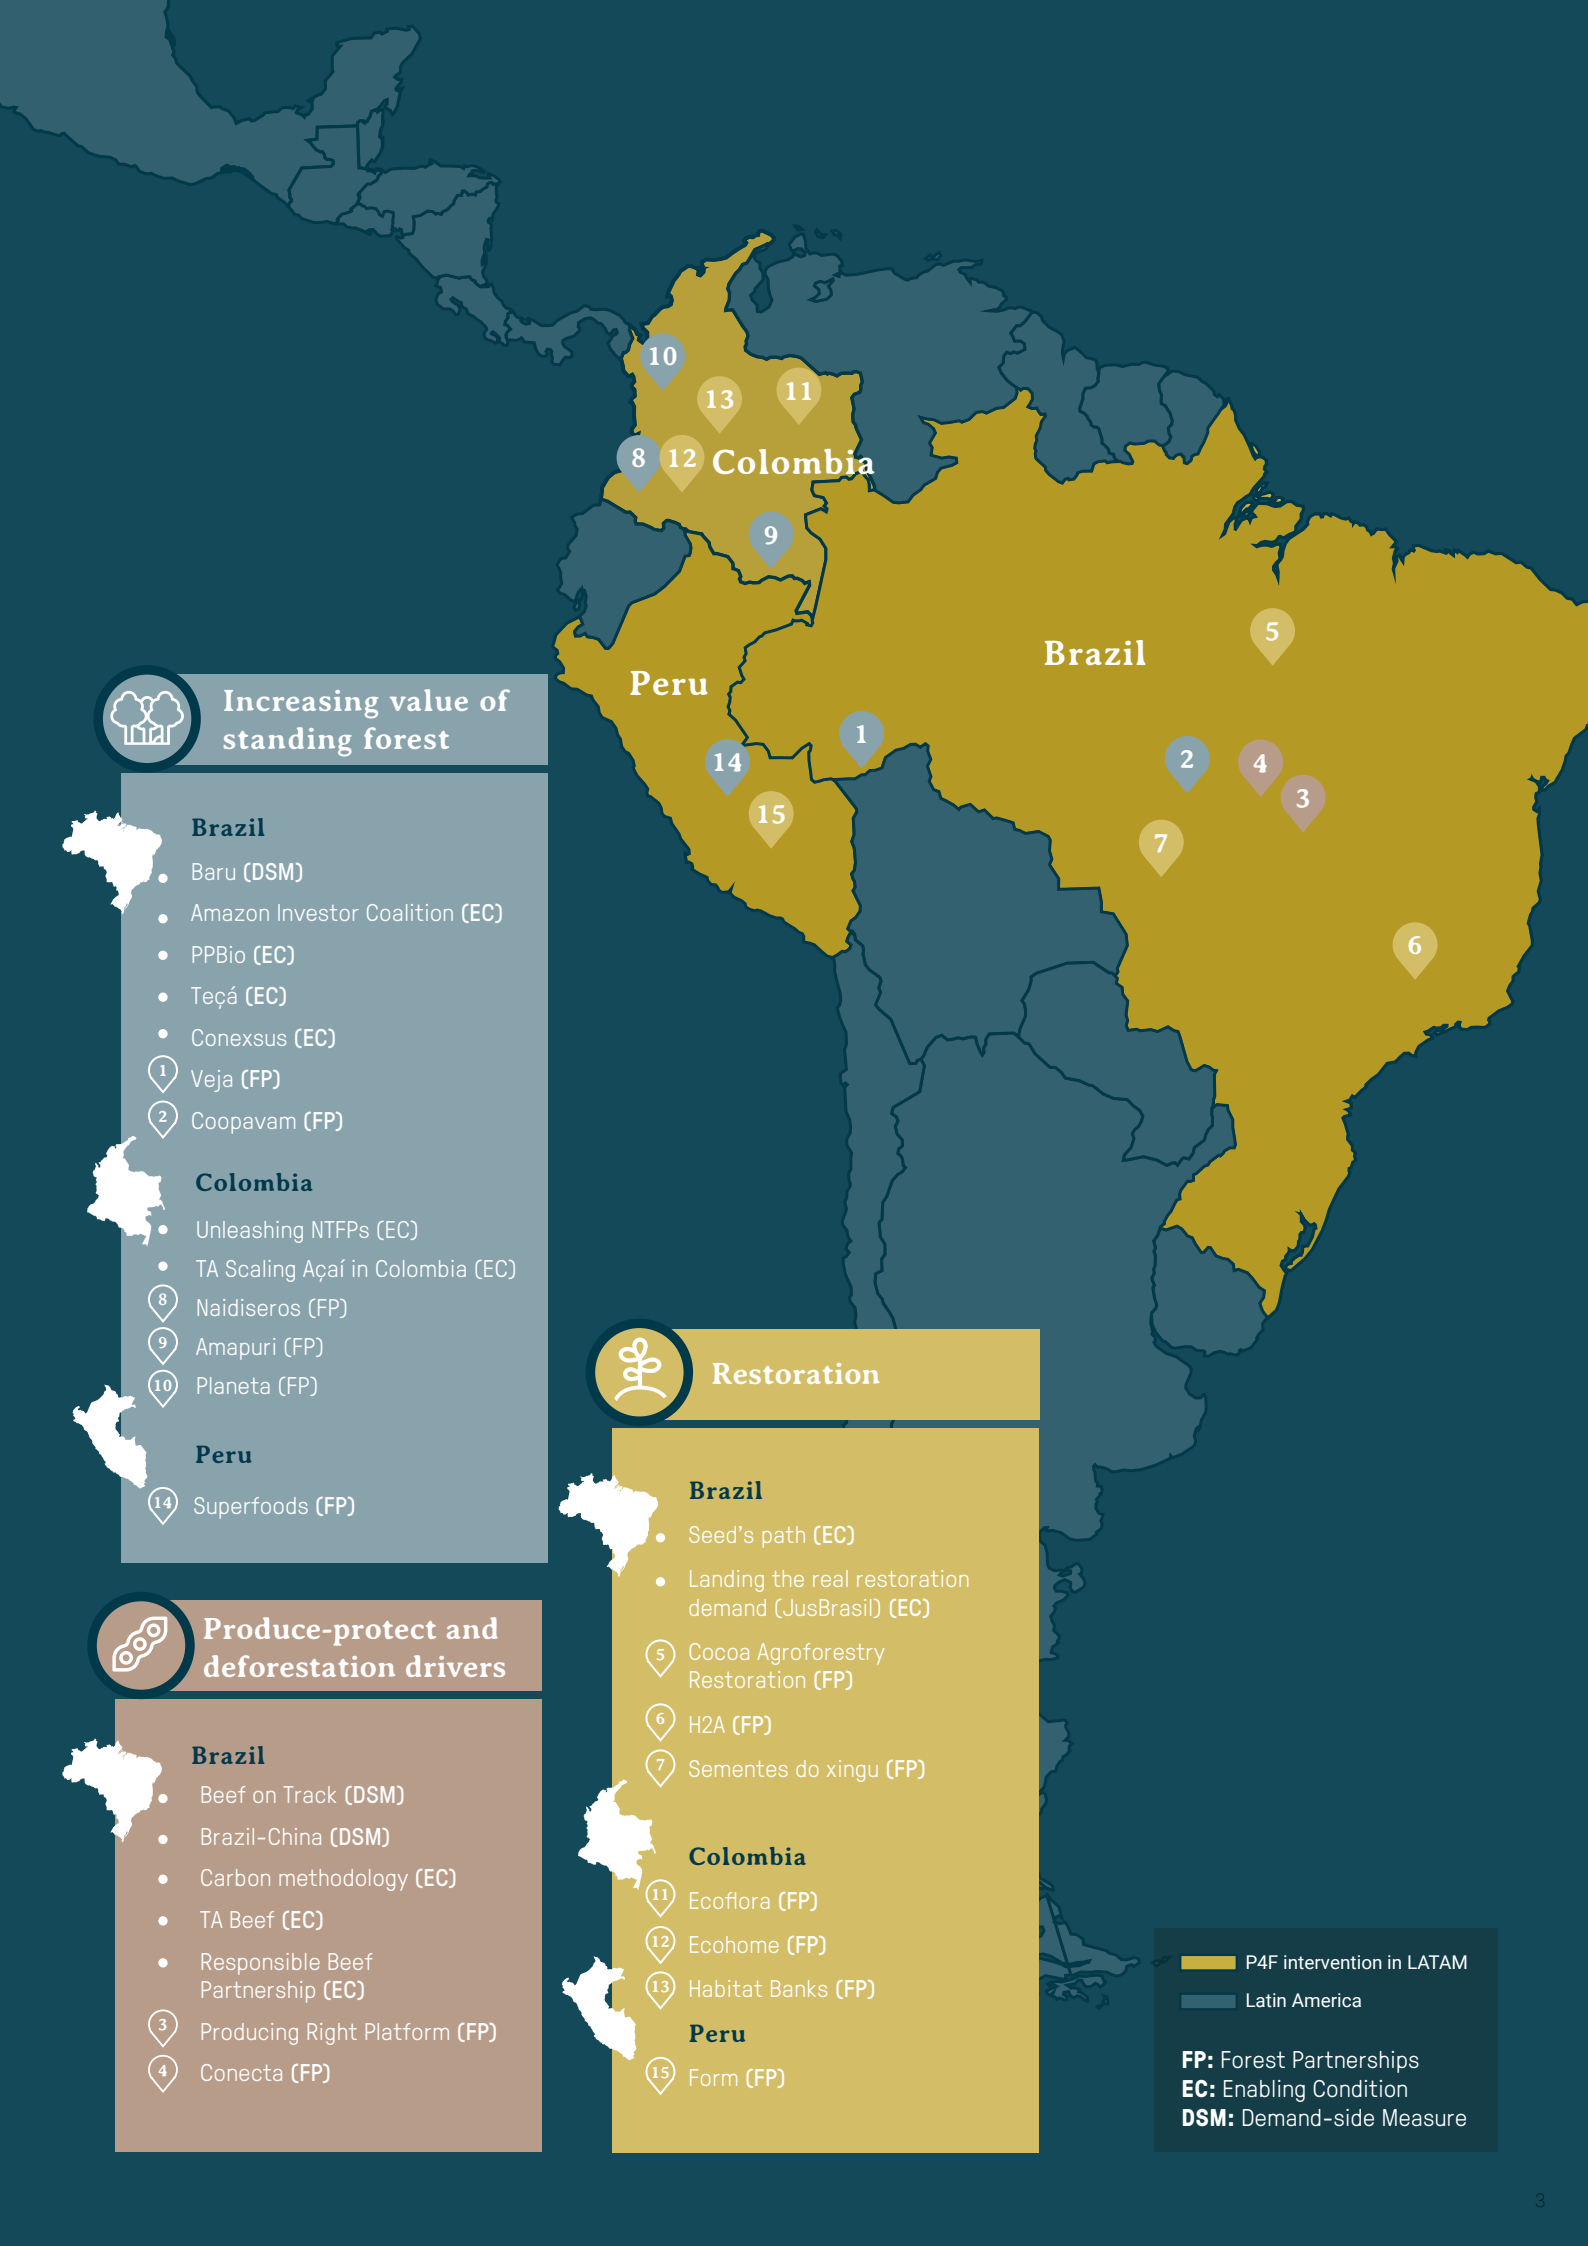 10
13
11
8
12
Colombia
9
5
Brazil
Peru
1
14
2
4
3
15
7
6
Increasing value of
standing forest
Brazil
Baru (DSM)
Amazon Investor Coalition (EC)
PPBio (EC)
Teçá (EC)
Conexsus (EC)
1 Veja (FP)
2 Coopavam (FP)
Colombia
Unleashing NTFPs (EC)
TA Scaling Açaí in Colombia (EC)
8 Naidiseros (FP)
9 Amapuri (FP)
10 Planeta (FP)
Peru
14 Superfoods (FP)
Produce-protect and
deforestation drivers
Brazil
Beef on Track (DSM)
Brazil-China (DSM)
Carbon methodology (EC)
TA Beef (EC)
Responsible Beef
Partnership (EC)
3 Producing Right Platform (FP)
4 Conecta (FP)
Restoration
Brazil
Seed's path (EC)
Landing the real restoration
demand (JusBrasil) (EC)
5 Cocoa Agroforestry
Restoration (FP)
6 H2A (FP)
7 Sementes do xingu (FP)
Colombia
11 Ecoflora (FP)
12 Ecohome (FP)
13 Habitat Banks (FP)
Peru
15 Form (FP)
P4F intervention in LATAM
Latin America
FP: Forest Partnerships
EC: Enabling Condition
DSM: Demand-side Measure
3